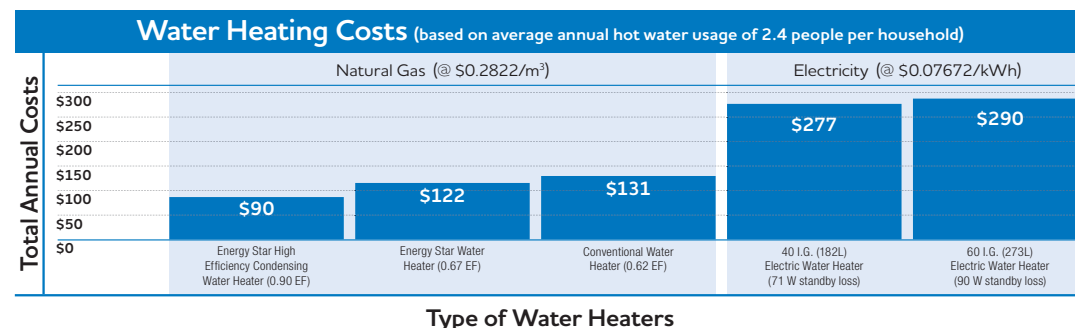 Water Heating Costs (based on average annual hot water usage of 2.4 people per household)
Natural Gas (@ $0.2822/m³)
Electricity (@ $0.07672/kWh)
Total Annual Costs
$300
$250
$200
$150
$100
$50
$0
$90
$122
$131
$277
$290
Energy Star High
Efficiency Condensing
Water Heater (0.90 EF)
Energy Star Water
Heater (0.67 EF)
Conventional Water
Heater (0.62 EF)
40 I.G. (182L)
Electric Water Heater
(71 W standby loss)
60 I.G. (273L)
Electric Water Heater
(90 W standby loss)
Type of Water Heaters